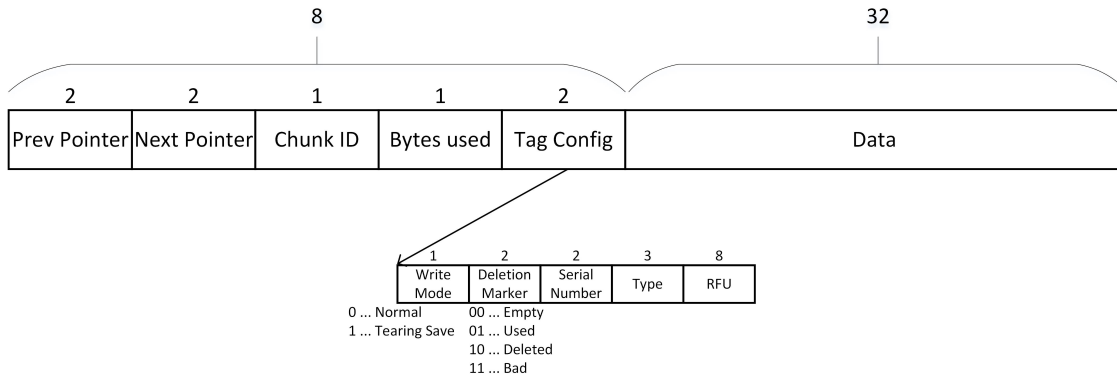 8 32
2 2 1 1 2
Prev Pointer Next Pointer Chunk ID Bytes used Tag Config Data
1 2 2 3 8
Write Mode Deletion Marker Serial Number Type RFU
0 ... Normal 00 ... Empty
1 ... Tearing Save 01 ... Used
10 ... Deleted
11 ... Bad